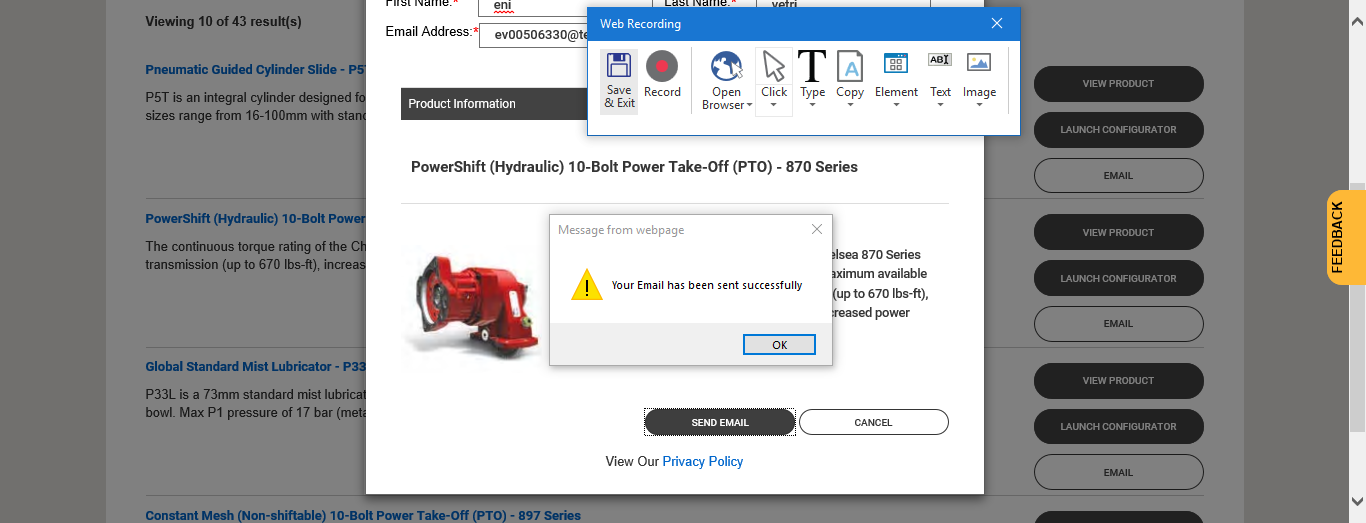 Viewing 10 of 43 result(s)
First Name:* eni Last Name:* vetri
Email Address:* ev00506330@te
Web Recording
Save & Exit
Record
Open Browser
Click
Type
Copy
Element
Text
Image
ABI
A
Product Information
Pneumatic Guided Cylinder Slide - P5T
P5T is an integral cylinder designed fo
sizes range from 16-100mm with stand
VIEW PRODUCT
LAUNCH CONFIGURATOR
EMAIL
PowerShift (Hydraulic) 10-Bolt Power Take-Off (PTO) - 870 Series
PowerShift (Hydraulic) 10-Bolt Power
The continuous torque rating of the Ch
transmission (up to 670 lbs-ft), increas
VIEW PRODUCT
LAUNCH CONFIGURATOR
EMAIL
FEEDBACK
Message from webpage
Your Email has been sent successfully
OK
elsea 870 Series
aximum available
(up to 670 lbs-ft),
creased power
Global Standard Mist Lubricator - P33
P33L is a 73mm standard mist lubricat
bowl. Max P1 pressure of 17 bar (meta
VIEW PRODUCT
LAUNCH CONFIGURATOR
EMAIL
SEND EMAIL
CANCEL
View Our Privacy Policy
Constant Mesh (Non-shiftable) 10-Bolt Power Take-Off (PTO) - 897 Series
VIEW PRODUCT